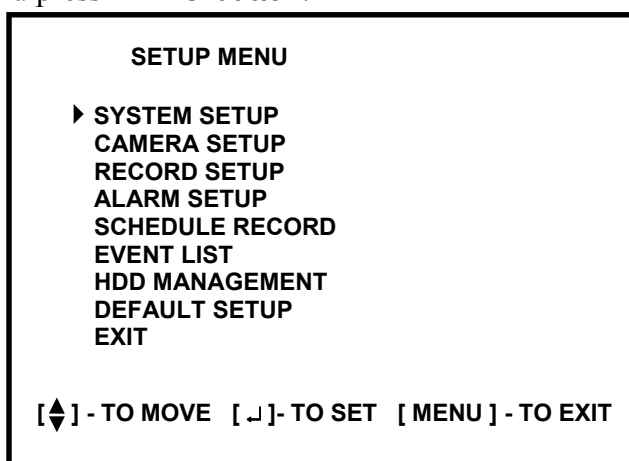 SETUP MENU
SYSTEM SETUP
CAMERA SETUP
RECORD SETUP
ALARM SETUP
SCHEDULE RECORD
EVENT LIST
HDD MANAGEMENT
DEFAULT SETUP
EXIT
[▲▼] - TO MOVE [↵]- TO SET [ MENU ] - TO EXIT